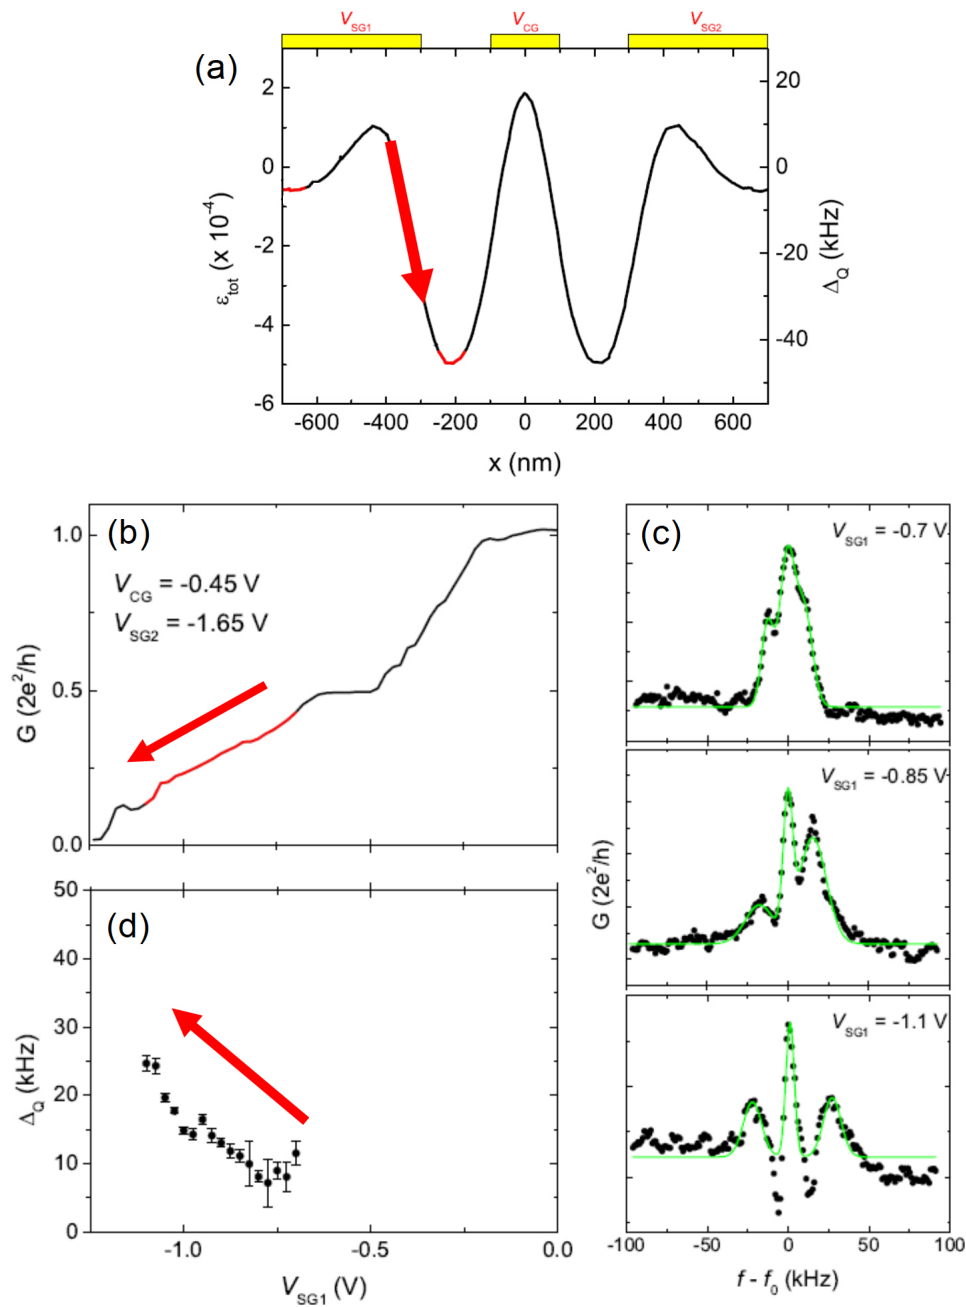 V_SG1 V_CG V_SG2
(a)
2
0
-2
-4
-6
ε_tot (x 10^-4)
20
0
-20
-40
Δ_Q (kHz)
-600 -400 -200 0 200 400 600
x (nm)
(b)
V_CG = -0.45 V
V_SG2 = -1.65 V
1.0
0.5
0.0
G (2e²/h)
(c)
V_SG1 = -0.7 V
V_SG1 = -0.85 V
V_SG1 = -1.1 V
G (2e²/h)
-100 -50 0 50 100
f - f_0 (kHz)
(d)
50
40
30
20
10
0
Δ_Q (kHz)
-1.0 -0.5 0.0
V_SG1 (V)